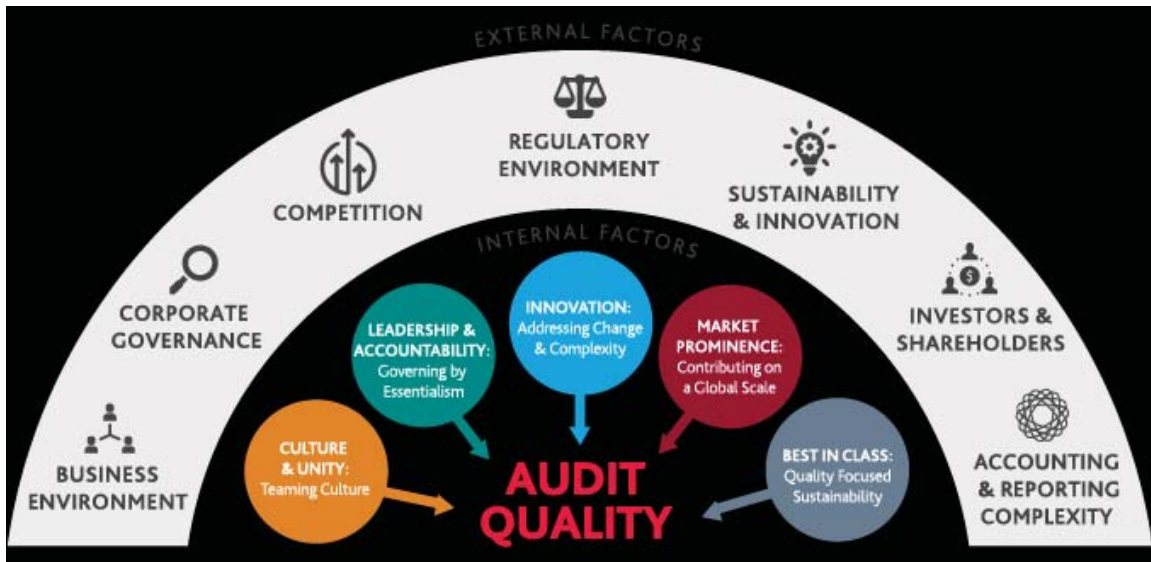 EXTERNAL FACTORS
REGULATORY
ENVIRONMENT
COMPETITION
SUSTAINABILITY
& INNOVATION
CORPORATE
GOVERNANCE
INVESTORS &
SHAREHOLDERS
BUSINESS
ENVIRONMENT
ACCOUNTING
& REPORTING
COMPLEXITY
INTERNAL FACTORS
CULTURE
& UNITY:
Teaming Culture
LEADERSHIP &
ACCOUNTABILITY:
Governing by
Essentialism
INNOVATION:
Addressing Change
& Complexity
MARKET
PROMINENCE:
Contributing on
a Global Scale
BEST IN CLASS:
Quality Focused
Sustainability
AUDIT
QUALITY
$